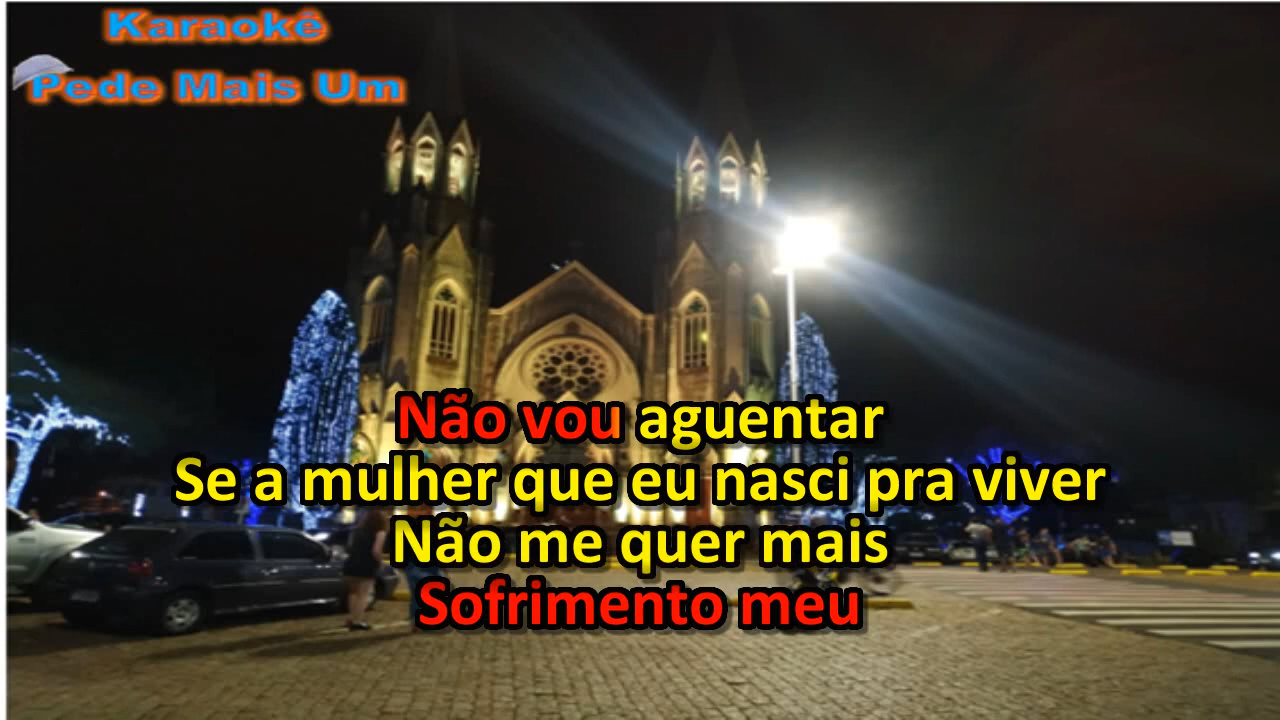 Karaokê
Pede Mais Um
Não vou aguentar
Se a mulher que eu nasci pra viver
Não me quer mais
Sofrimento meu